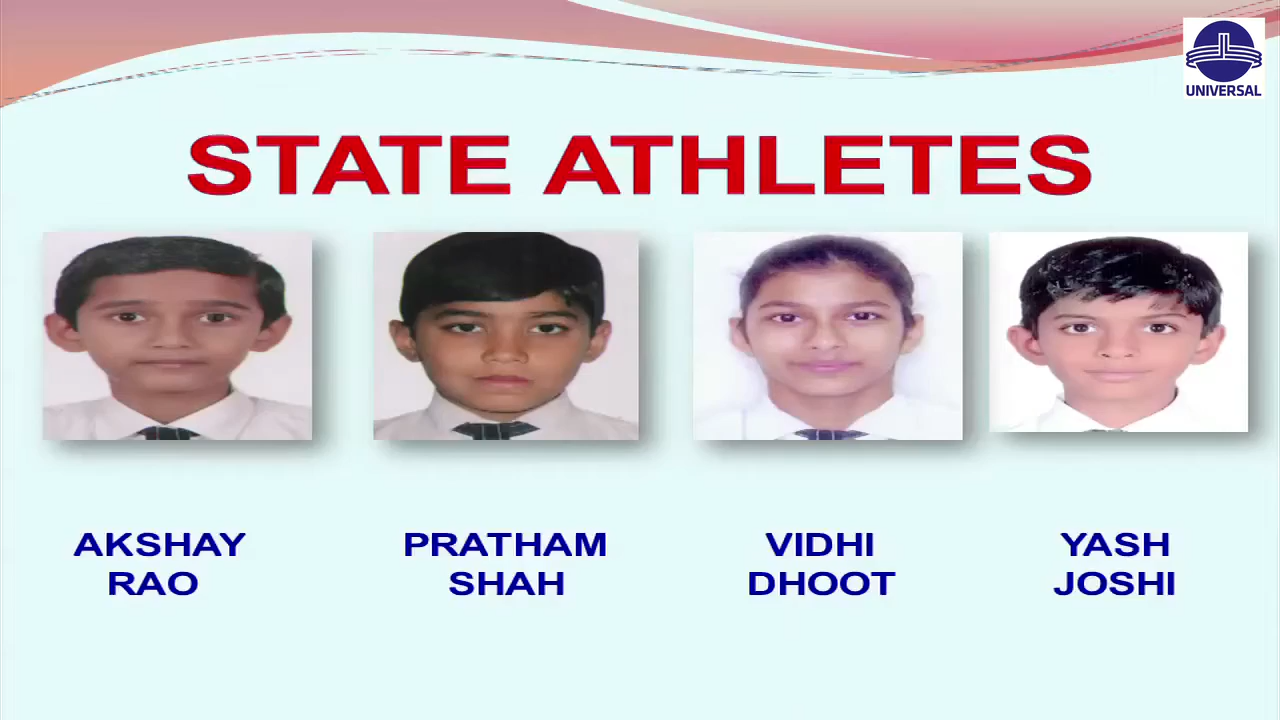 UNIVERSAL
STATE ATHLETES
AKSHAY
RAO
PRATHAM
SHAH
VIDHI
DHOOT
YASH
JOSHI